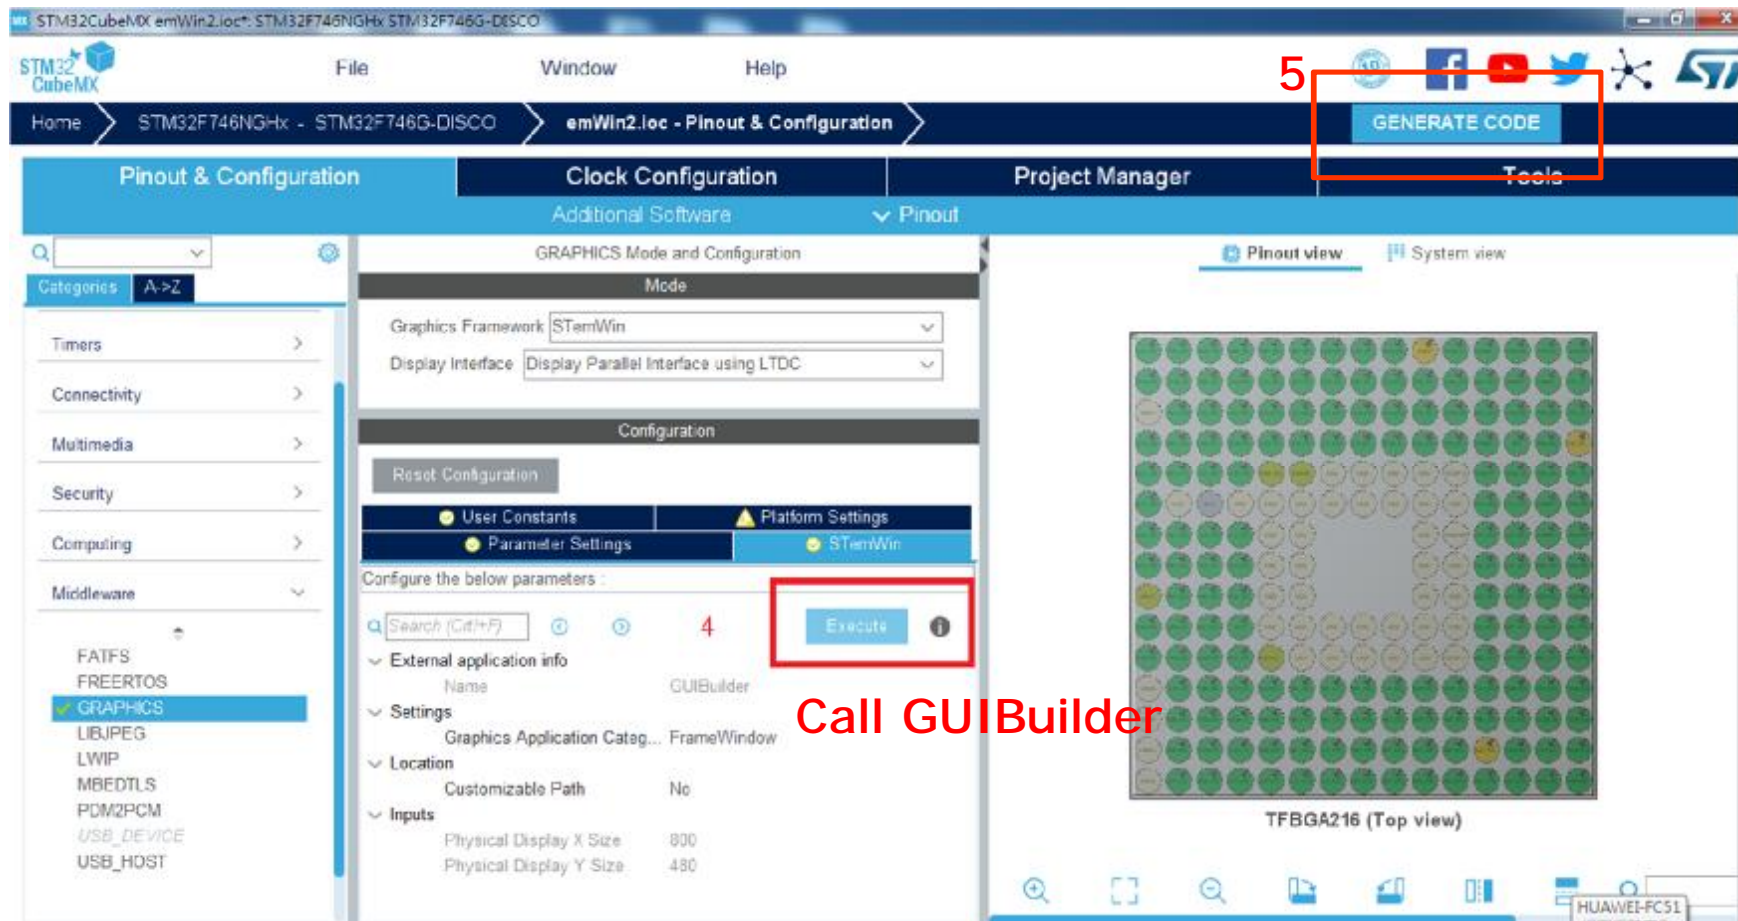 STM32CubeMX emWin2.ioc*: STM32F746NGHx STM32F746G-DISCO
STM32
CubeMX
File
Window
Help
5
Home
STM32F746NGHx - STM32F746G-DISCO
emWin2.ioc - Pinout & Configuration
GENERATE CODE
Pinout & Configuration
Clock Configuration
Project Manager
Tools
Additional Software
Pinout
Categories
A->Z
Timers
Connectivity
Multimedia
Security
Computing
Middleware
FATFS
FREERTOS
GRAPHICS
LIBJPEG
LWIP
MBEDTLS
PDM2PCM
USB_DEVICE
USB_HOST
GRAPHICS Mode and Configuration
Mode
Graphics Framework STemWin
Display Interface Display Parallel Interface using LTDC
Configuration
Reset Configuration
User Constants
Platform Settings
Parameter Settings
STemWin
Configure the below parameters :
Search (Crtl+F)
4
Execute
External application info
Name GUIBuilder
Call GUIBuilder
Settings
Graphics Application Categ... FrameWindow
Location
Customizable Path No
Inputs
Physical Display X Size 800
Physical Display Y Size 480
Pinout view
System view
TFBGA216 (Top view)
HUAWEI-FC51